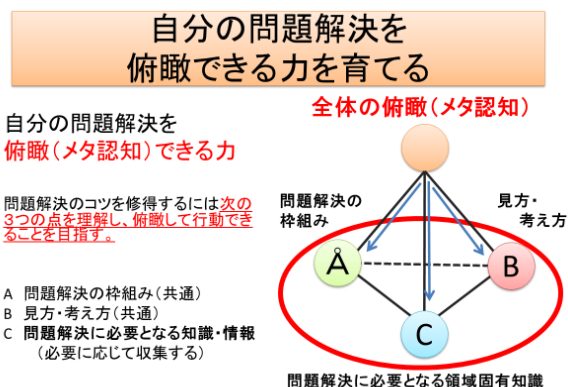 自分の問題解決を
俯瞰できる力を育てる
自分の問題解決を
俯瞰(メタ認知)できる力
問題解決のコツを修得するには次の
3つの点を理解し、俯瞰して行動でき
ることを目指す。
A 問題解決の枠組み(共通)
B 見方・考え方(共通)
C 問題解決に必要となる知識・情報
(必要に応じて収集する)
全体の俯瞰(メタ認知)
問題解決の
枠組み
見方・
考え方
A
B
C
問題解決に必要となる領域固有知識